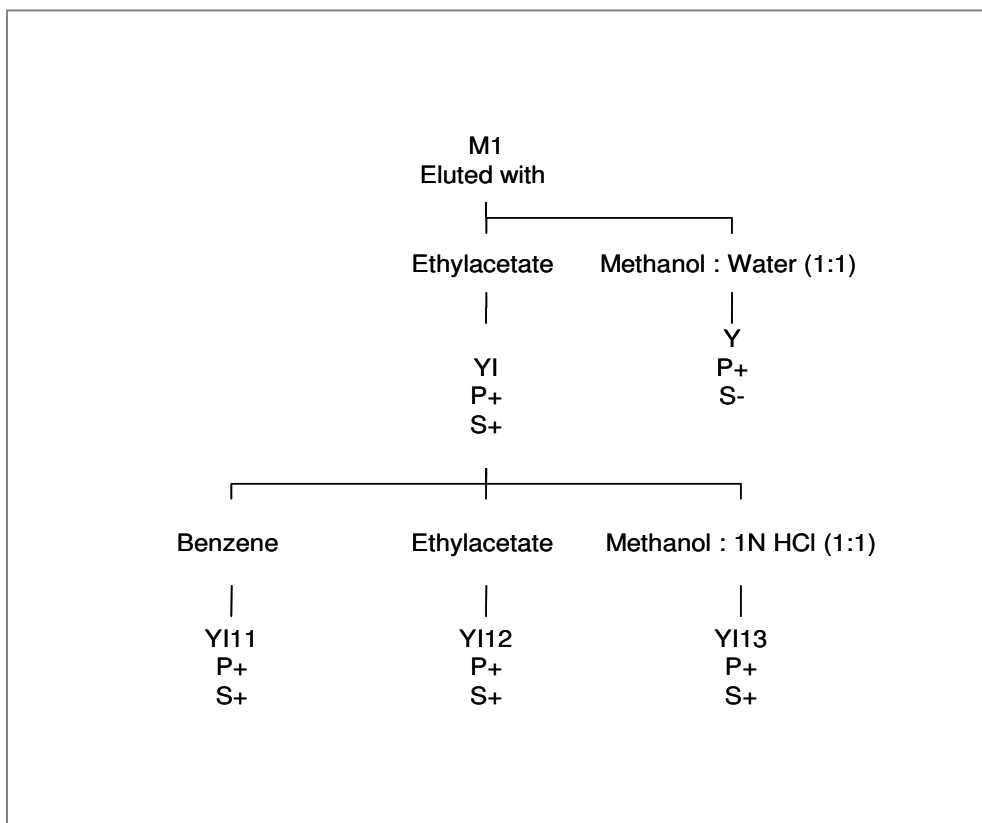 M1
Eluted with
Ethylacetate
Methanol : Water (1:1)
YI
P+
S+
Y
P+
S-
Benzene
Ethylacetate
Methanol : 1N HCl (1:1)
YI11
P+
S+
YI12
P+
S+
YI13
P+
S+